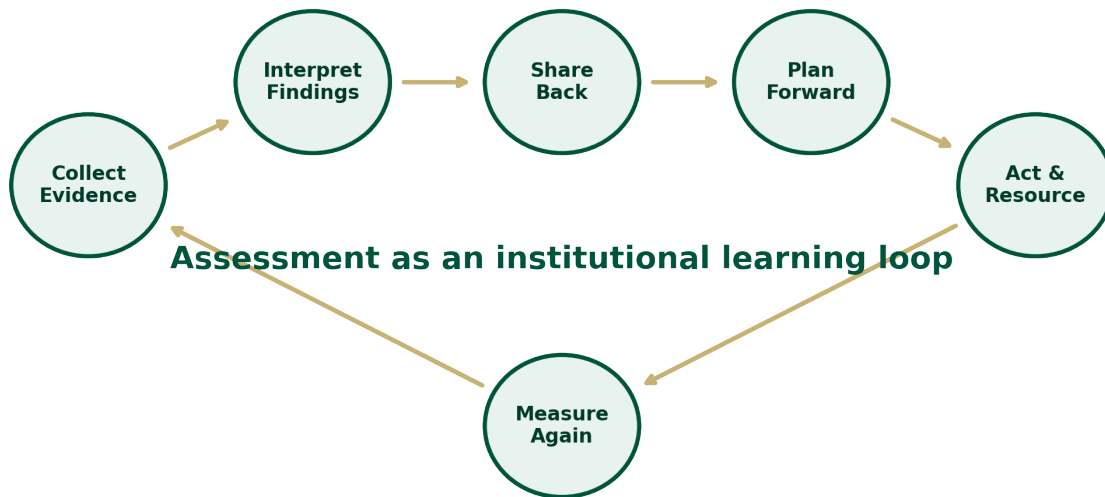 Interpret
Findings
Share
Back
Plan
Forward
Collect
Evidence
Act &
Resource
Assessment as an institutional learning loop
Measure
Again